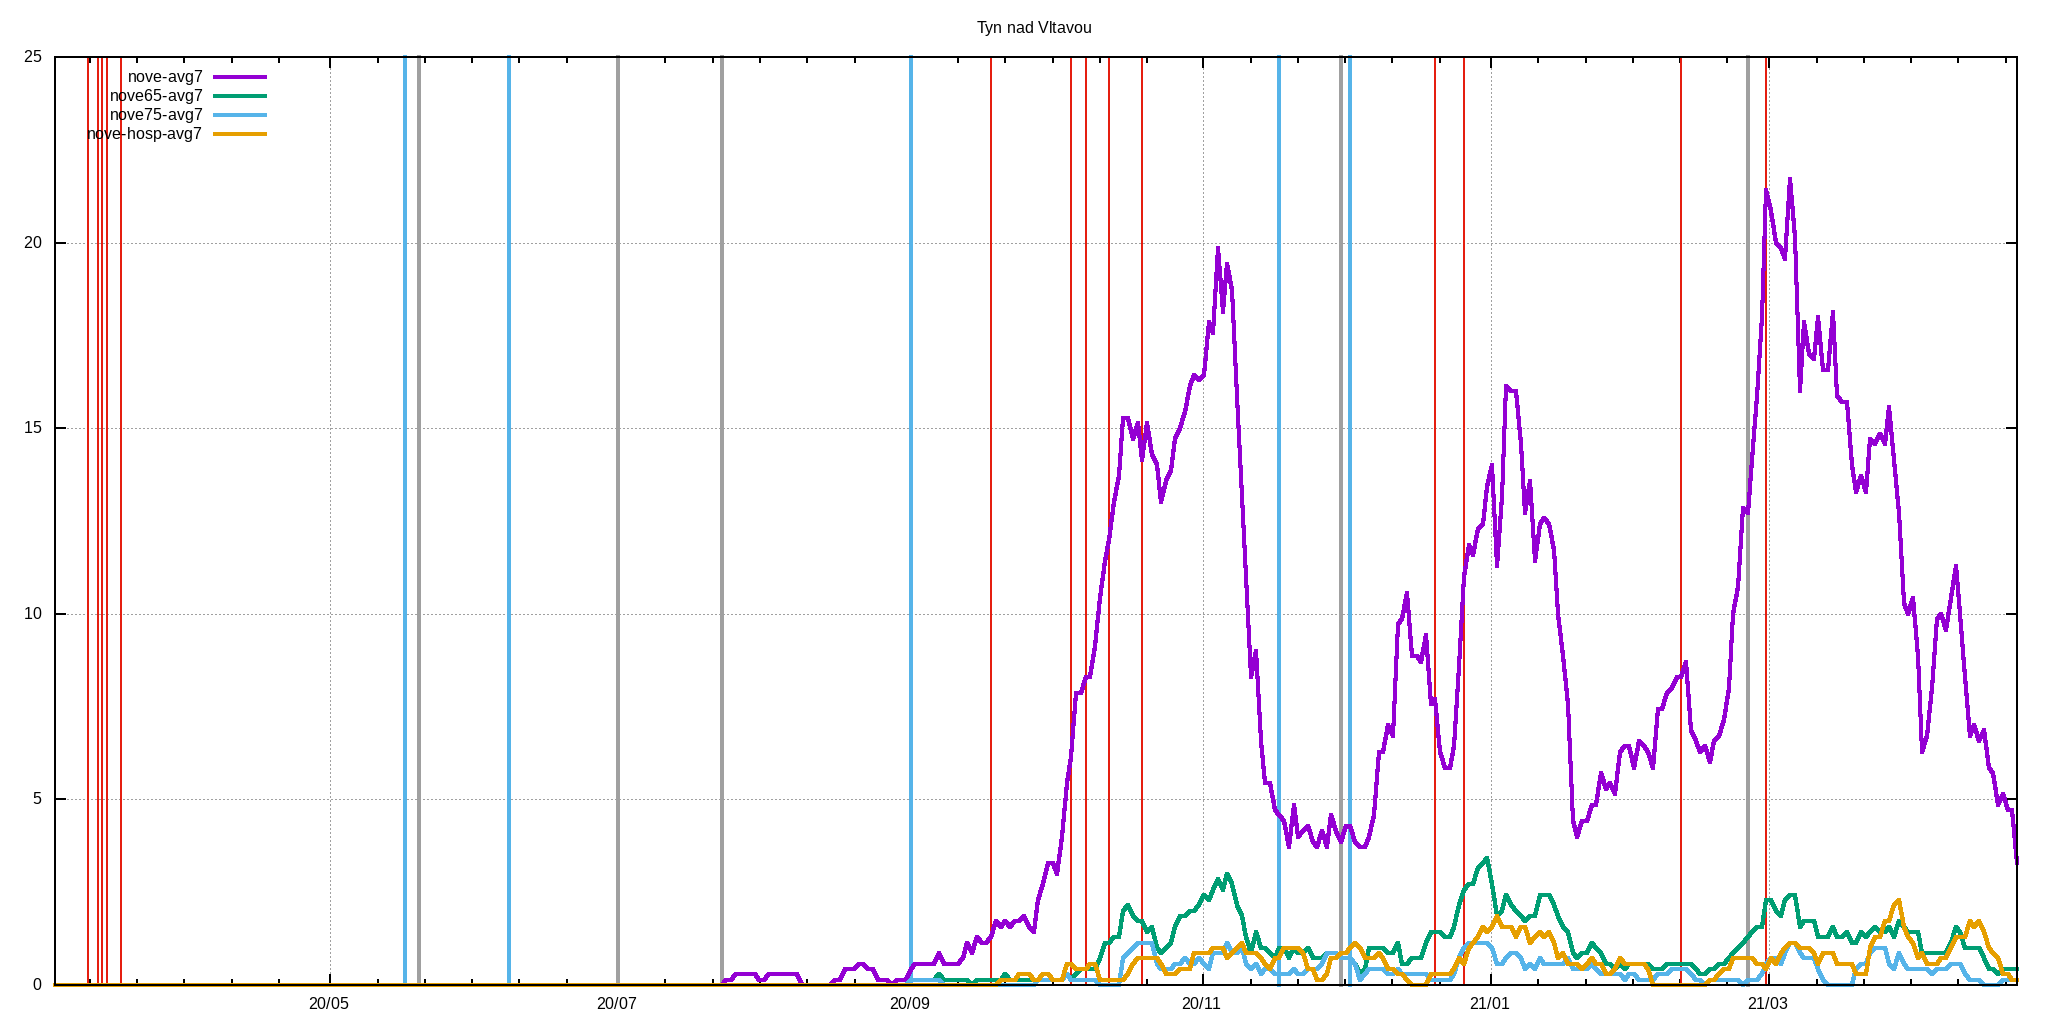 Tyn nad Vltavou
25
20
15
10
5
0
nove-avg7
nove65-avg7
nove75-avg7
nove-hosp-avg7
20/05 20/07 20/09 20/11 21/01 21/03